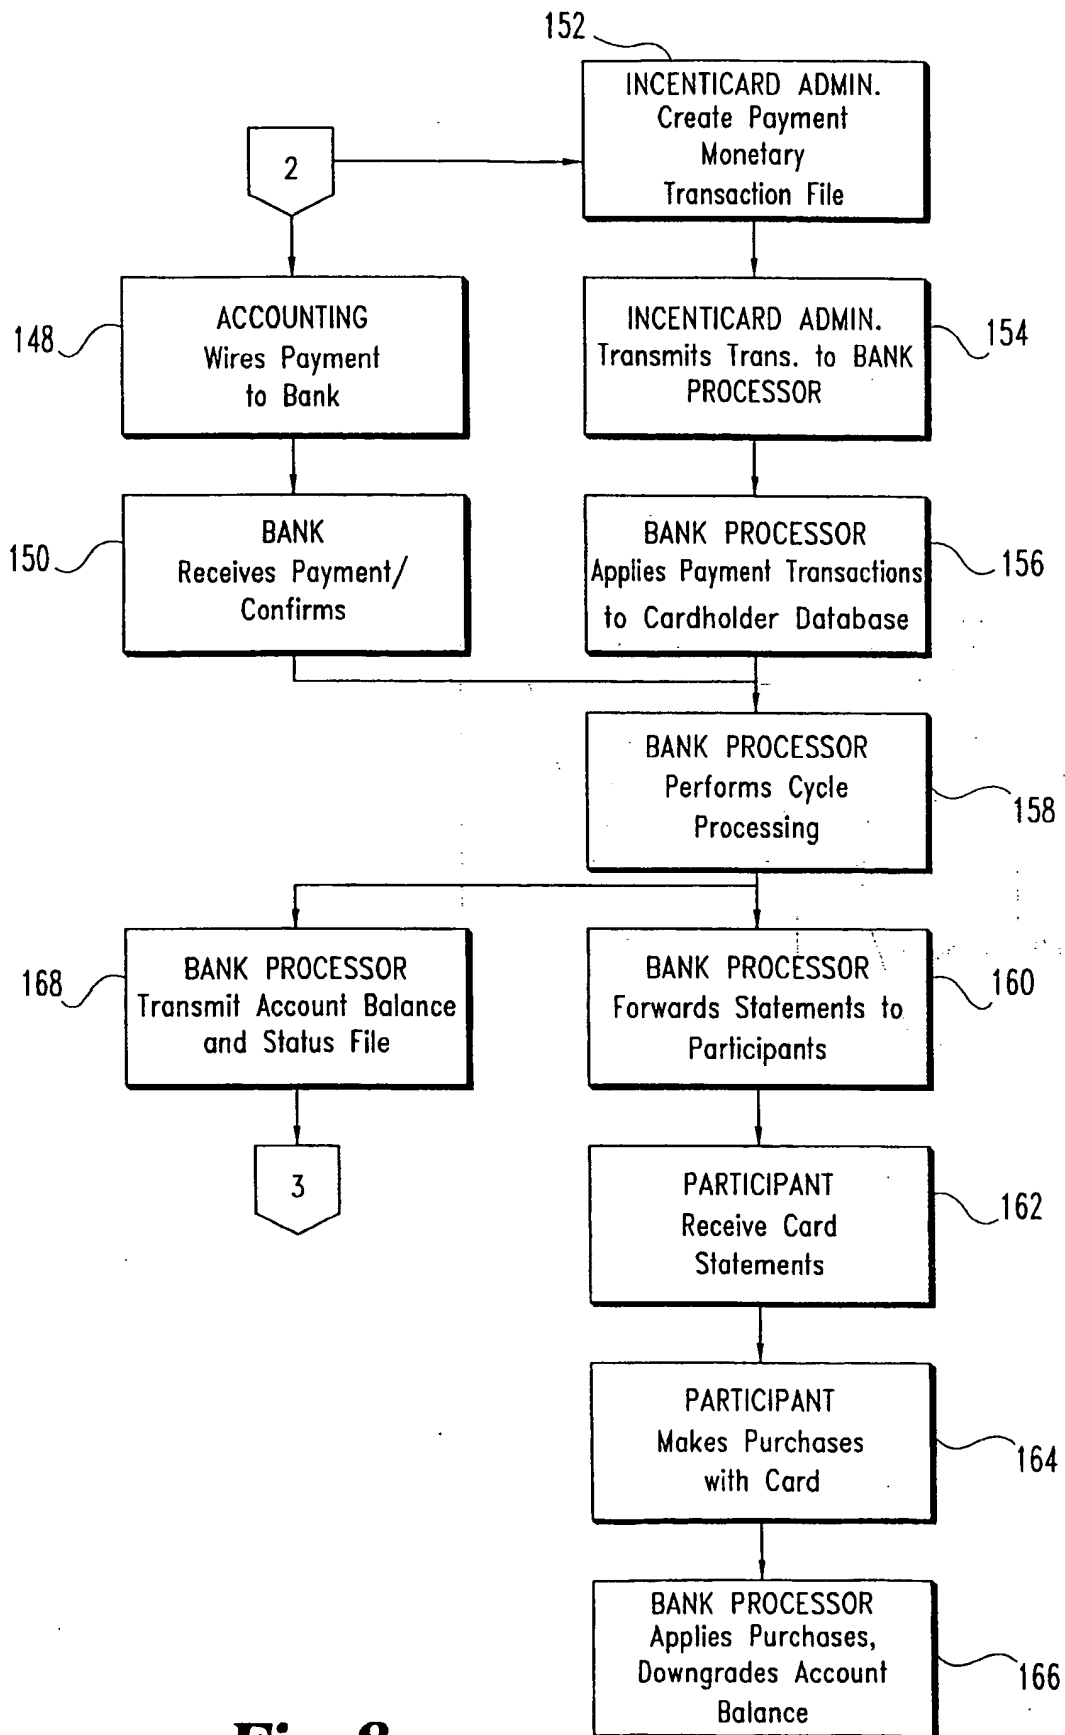 152
INCENTICARD ADMIN.
Create Payment
Monetary
Transaction File
2
148
ACCOUNTING
Wires Payment
to Bank
INCENTICARD ADMIN.
Transmits Trans. to BANK
PROCESSOR
154
150
BANK
Receives Payment/
Confirms
BANK PROCESSOR
Applies Payment Transactions
to Cardholder Database
156
BANK PROCESSOR
Performs Cycle
Processing
158
168
BANK PROCESSOR
Transmit Account Balance
and Status File
BANK PROCESSOR
Forwards Statements to
Participants
160
3
PARTICIPANT
Receive Card
Statements
162
PARTICIPANT
Makes Purchases
with Card
164
BANK PROCESSOR
Applies Purchases,
Downgrades Account
Balance
166